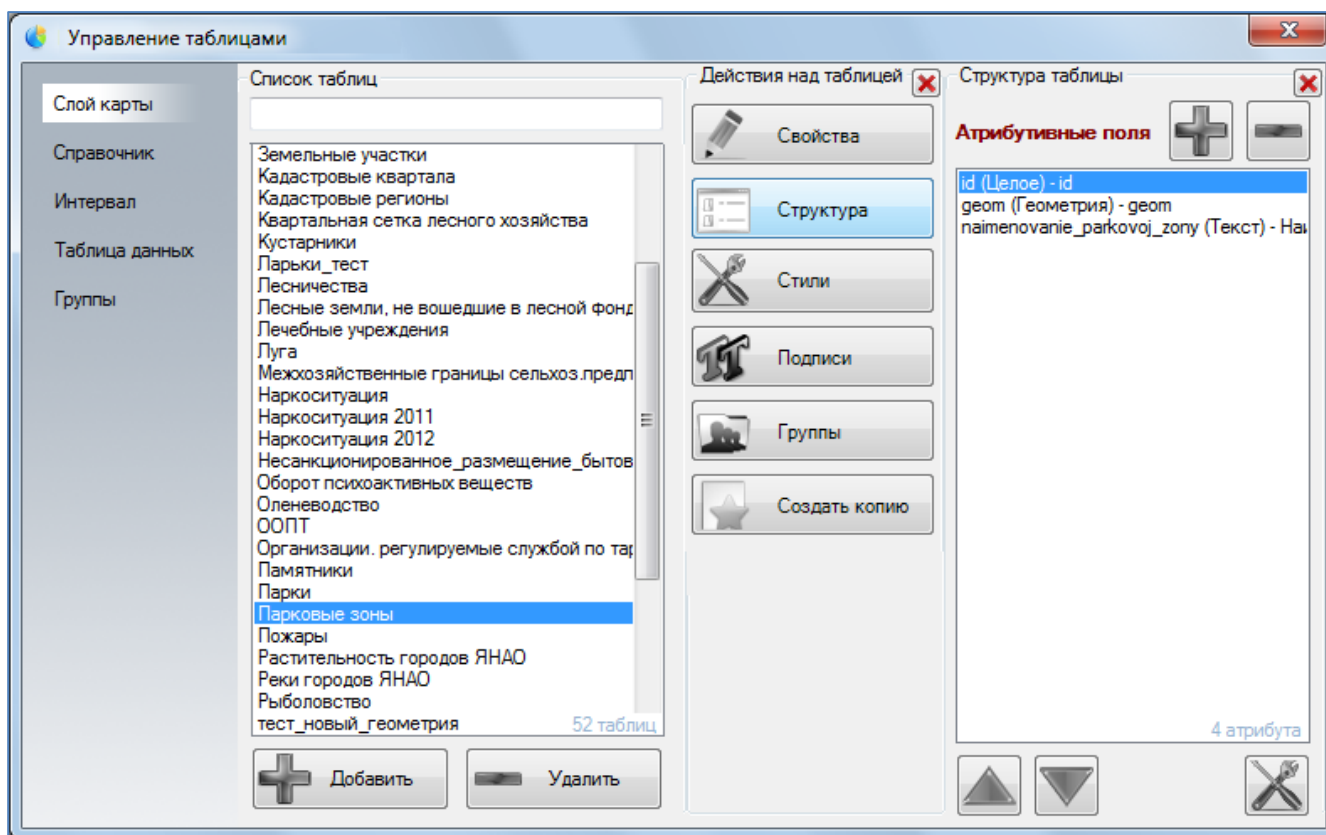 Управление таблицами
Слой карты
Справочник
Интервал
Таблица данных
Группы
Список таблиц
Земельные участки
Кадастровые квартала
Кадастровые регионы
Квартальная сетка лесного хозяйства
Кустарники
Ларьки_тест
Лесничества
Лесные земли, не вошедшие в лесной фонд
Лечебные учреждения
Луга
Межхозяйственные границы сельхоз.предп
Наркоситуация
Наркоситуация 2011
Наркоситуация 2012
Несанкционированное_размещение_бытов
Оборот психоактивных веществ
Оленеводство
ООПТ
Организации. регулируемые службой по тар
Памятники
Парки
Парковые зоны
Пожары
Растительность городов ЯНАО
Реки городов ЯНАО
Рыболовство
тест_новый_геометрия
52 таблиц
Добавить
Удалить
Действия над таблицей
Свойства
Структура
Стили
Подписи
Группы
Создать копию
Структура таблицы
Атрибутивные поля
id (Целое) - id
geom (Геометрия) - geom
naimenovanie_parkovoj_zony (Текст) - Наи
4 атрибута